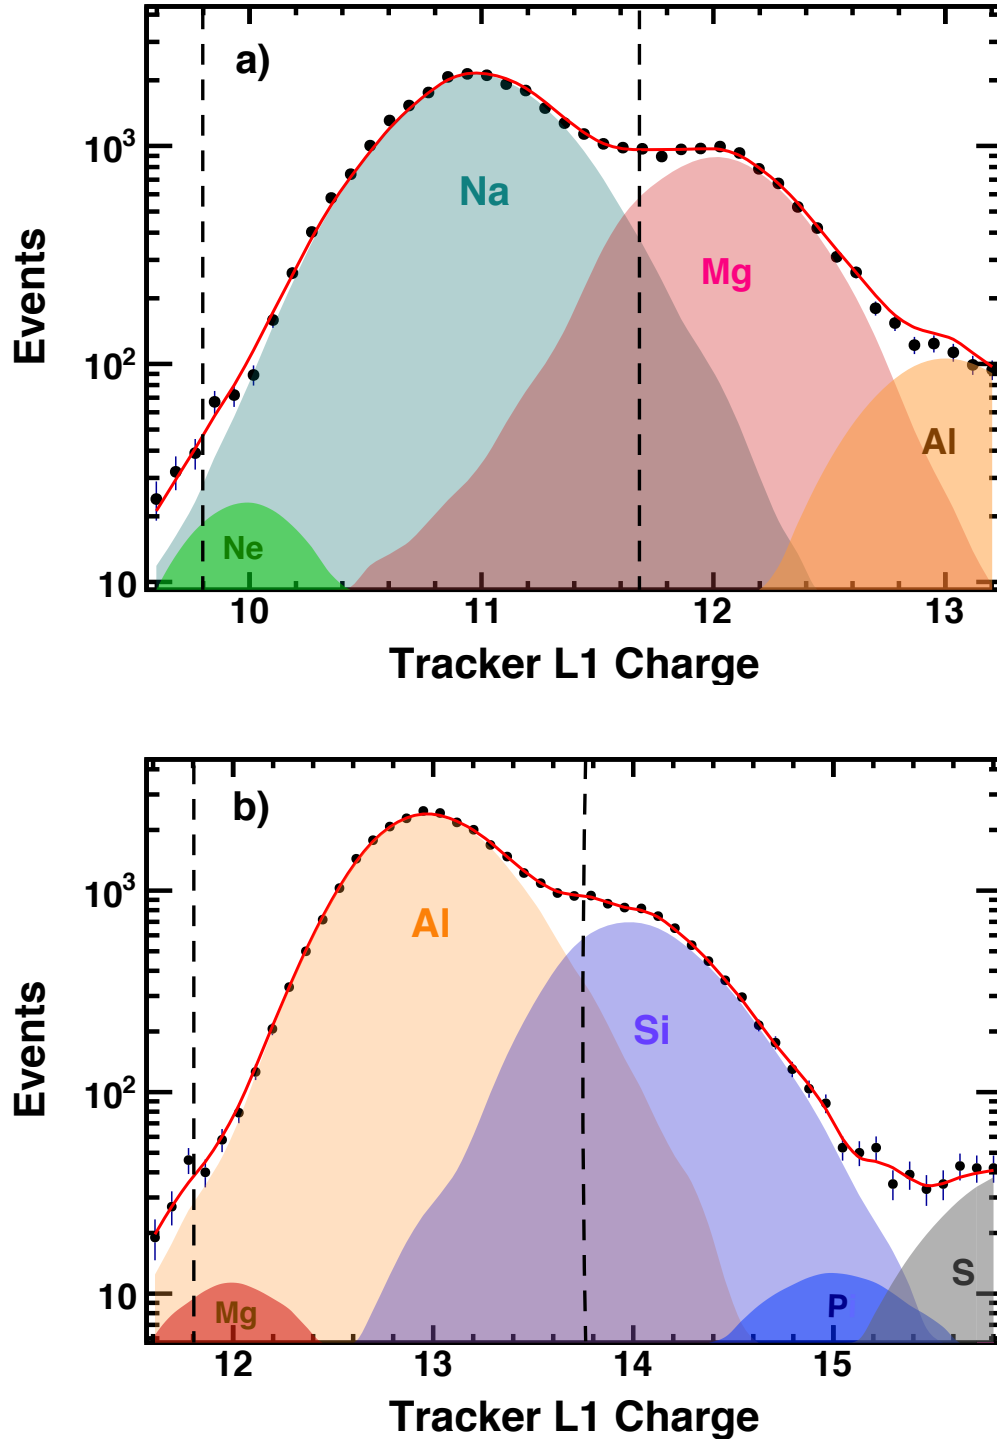 a)
10³
10²
10
Events
Na
Mg
Al
Ne
10 11 12 13
Tracker L1 Charge
b)
10³
10²
10
Events
Al
Si
Mg
P
S
12 13 14 15
Tracker L1 Charge